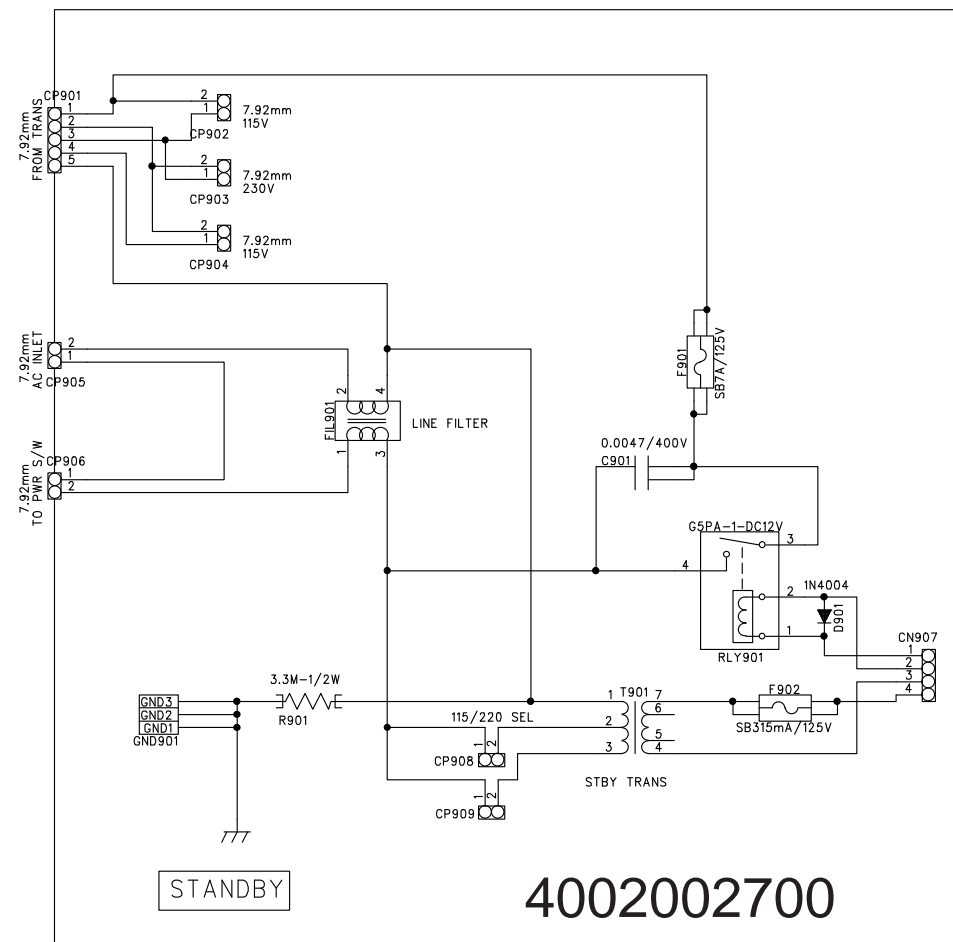 CP901
7.92mm
FROM TRANS
1
2
3
4
5
2
1
7.92mm
115V
CP902
2
1
7.92mm
230V
CP903
2
1
7.92mm
115V
CP904
7.92mm
AC INLET
2
1
CP905
7.92mm
TO PWR S/W
CP906
1
2
FIL901
2
4
1
3
LINE FILTER
F901
SB7A/125V
0.0047/400V
C901
G5PA-1-DC12V
3
4
2
1
RLY901
1N4004
D901
CN907
1
2
3
4
3.3M-1/2W
R901
GND3
GND2
GND1
GND901
115/220 SEL
1
2
CP908
1
2
CP909
T901
1
2
3
7
6
5
4
STBY TRANS
F902
SB315mA/125V
STANDBY
4002002700